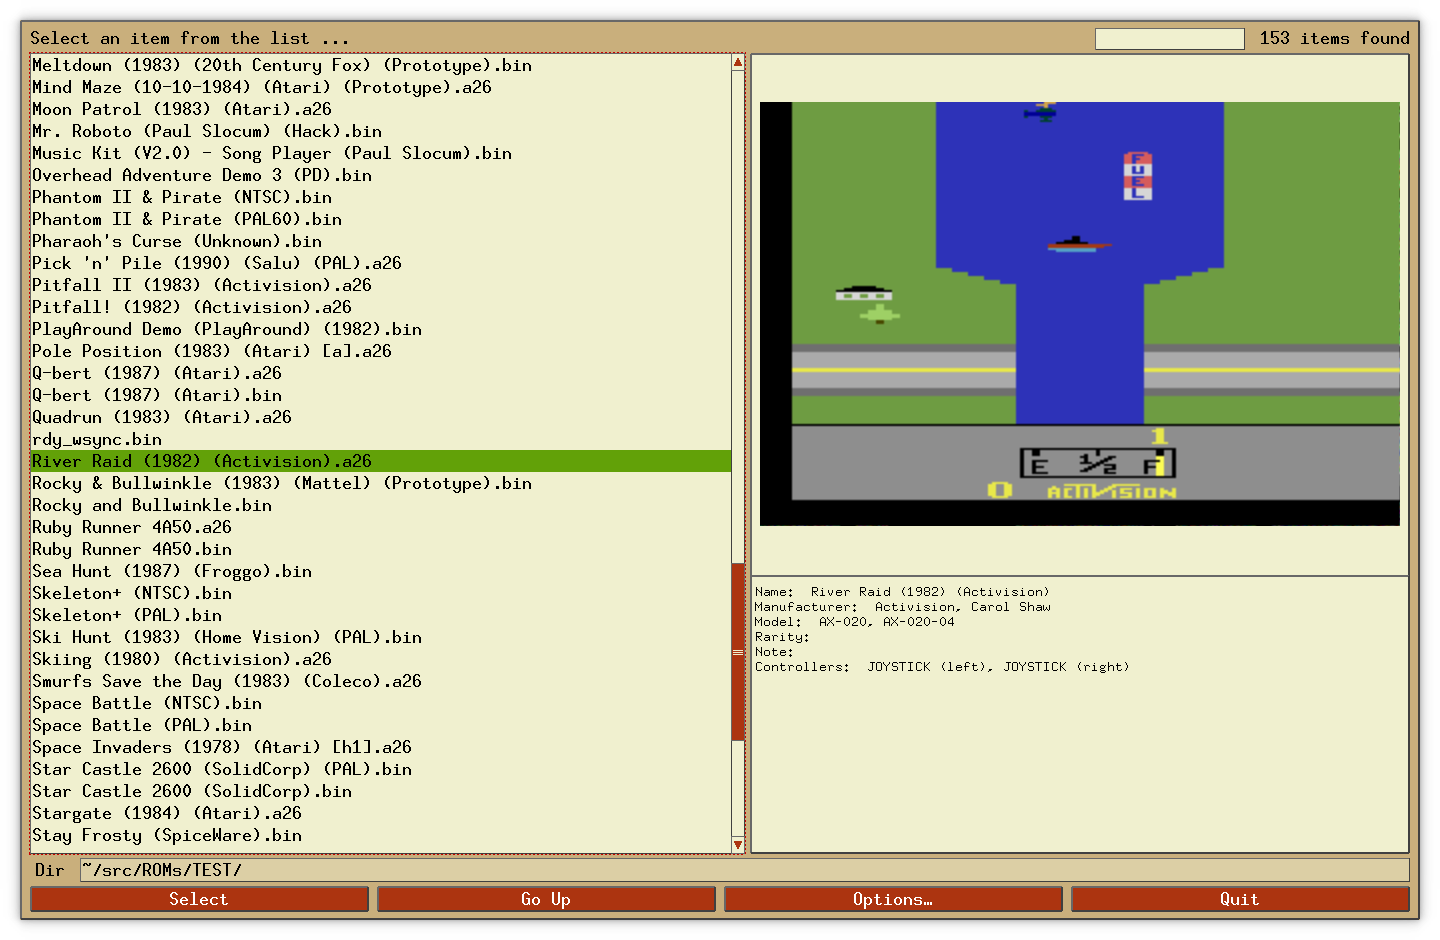 Select an item from the list ...
153 items found
Meltdown (1983) (20th Century Fox) (Prototype).bin
Mind Maze (10-10-1984) (Atari) (Prototype).a26
Moon Patrol (1983) (Atari).a26
Mr. Roboto (Paul Slocum) (Hack).bin
Music Kit (V2.0) - Song Player (Paul Slocum).bin
Overhead Adventure Demo 3 (PD).bin
Phantom II & Pirate (NTSC).bin
Phantom II & Pirate (PAL60).bin
Pharaoh's Curse (Unknown).bin
Pick 'n' Pile (1990) (Salu) (PAL).a26
Pitfall II (1983) (Activision).a26
Pitfall! (1982) (Activision).a26
PlayAround Demo (PlayAround) (1982).bin
Pole Position (1983) (Atari) [a].a26
Q-bert (1987) (Atari).a26
Q-bert (1987) (Atari).bin
Quadrun (1983) (Atari).a26
rdy_wsync.bin
River Raid (1982) (Activision).a26
Rocky & Bullwinkle (1983) (Mattel) (Prototype).bin
Rocky and Bullwinkle.bin
Ruby Runner 4A50.a26
Ruby Runner 4A50.bin
Sea Hunt (1987) (Froggo).bin
Skeleton+ (NTSC).bin
Skeleton+ (PAL).bin
Ski Hunt (1983) (Home Vision) (PAL).bin
Skiing (1980) (Activision).a26
Smurfs Save the Day (1983) (Coleco).a26
Space Battle (NTSC).bin
Space Battle (PAL).bin
Space Invaders (1978) (Atari) [h1].a26
Star Castle 2600 (SolidCorp) (PAL).bin
Star Castle 2600 (SolidCorp).bin
Stargate (1984) (Atari).a26
Stay Frosty (SpiceWare).bin
FUEL
1
E 1/2 F
0 ACTIVISION
Name: River Raid (1982) (Activision)
Manufacturer: Activision, Carol Shaw
Model: AX-020, AX-020-04
Rarity:
Note:
Controllers: JOYSTICK (left), JOYSTICK (right)
Dir ~/src/ROMs/TEST/
Select
Go Up
Options…
Quit